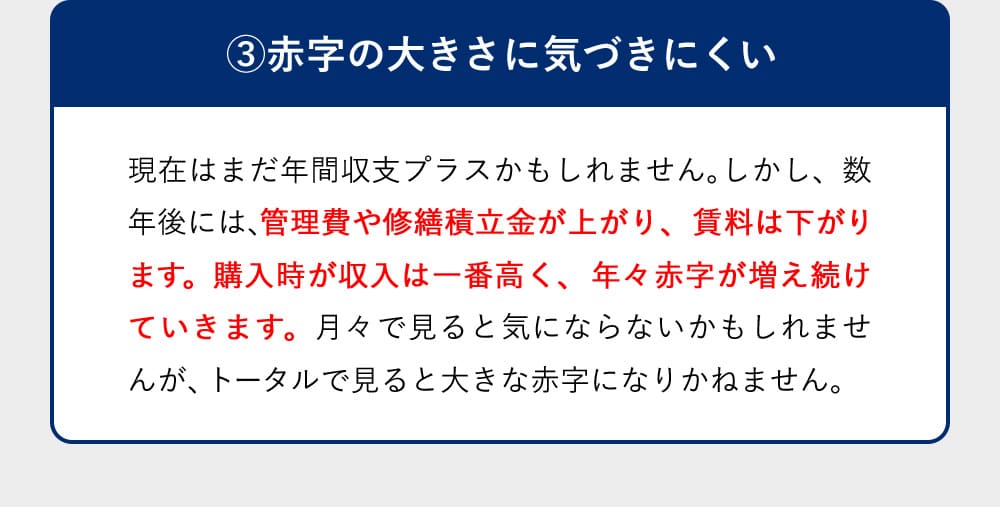 ③赤字の大きさに気づきにくい
現在はまだ年間収支プラスかもしれません。しかし、数
年後には、管理費や修繕積立金が上がり、賃料は下がり
ます。購入時が収入は一番高く、年々赤字が増え続け
ていきます。月々で見ると気にならないかもしれませ
んが、トータルで見ると大きな赤字になりかねません。